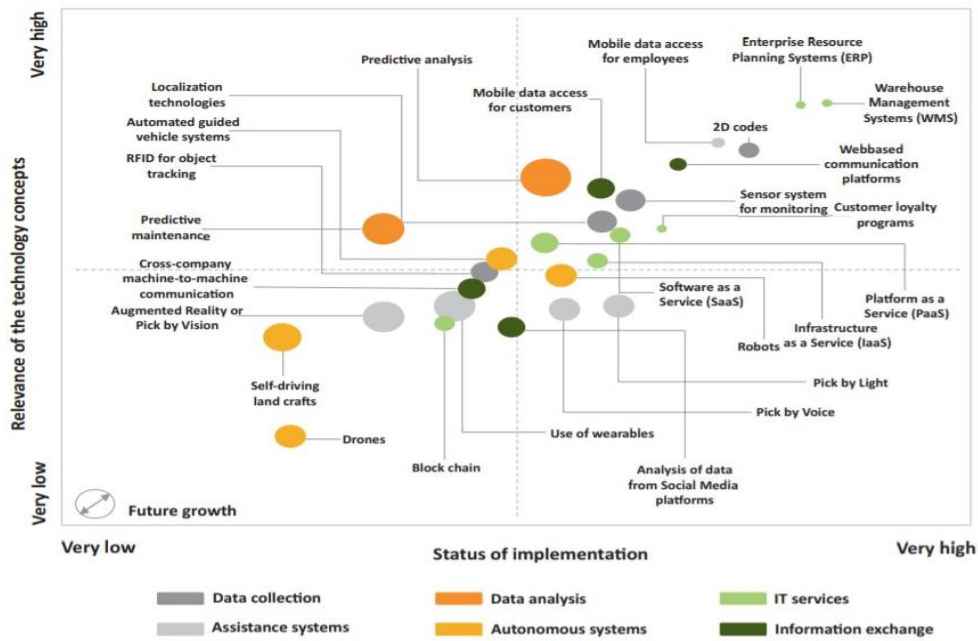 Very high
Relevance of the technology concepts
Very low
Predictive analysis
Mobile data access
for employees
Enterprise Resource
Planning Systems (ERP)
Localization
technologies
Mobile data access
for customers
Warehouse
Management
Systems (WMS)
Automated guided
vehicle systems
2D codes
RFID for object
tracking
Webbased
communication
platforms
Sensor system
for monitoring
Customer loyalty
programs
Predictive
maintenance
Cross-company
machine-to-machine
communication
Augmented Reality or
Pick by Vision
Software as a
Service (SaaS)
Platform as a
Service (PaaS)
Infrastructure
as a Service (IaaS)
Robots
Self-driving
land crafts
Pick by Light
Pick by Voice
Drones
Use of wearables
Block chain
Analysis of data
from Social Media
platforms
Future growth
Very low
Status of implementation
Very high
Data collection
Data analysis
IT services
Assistance systems
Autonomous systems
Information exchange